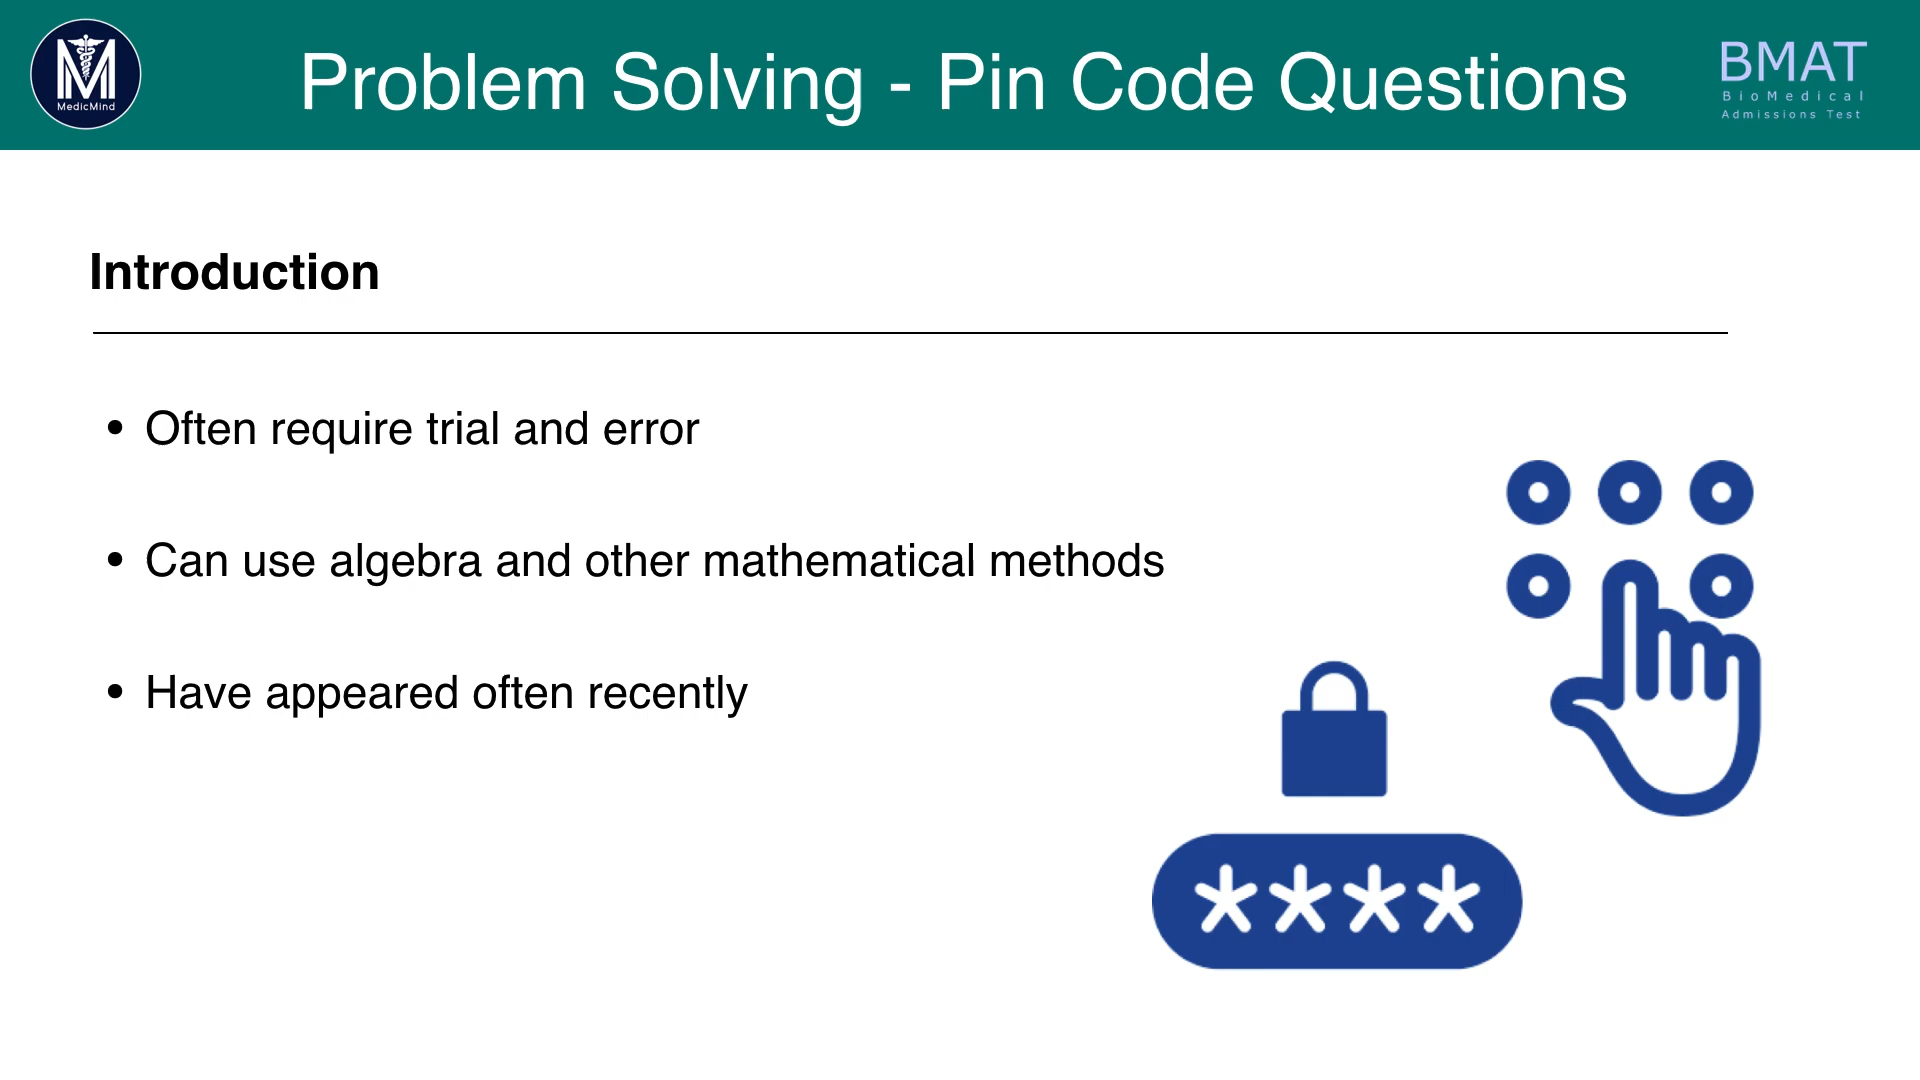 MedicMind
Problem Solving - Pin Code Questions
BMAT
BioMedical
Admissions Test
Introduction
• Often require trial and error
• Can use algebra and other mathematical methods
• Have appeared often recently
****